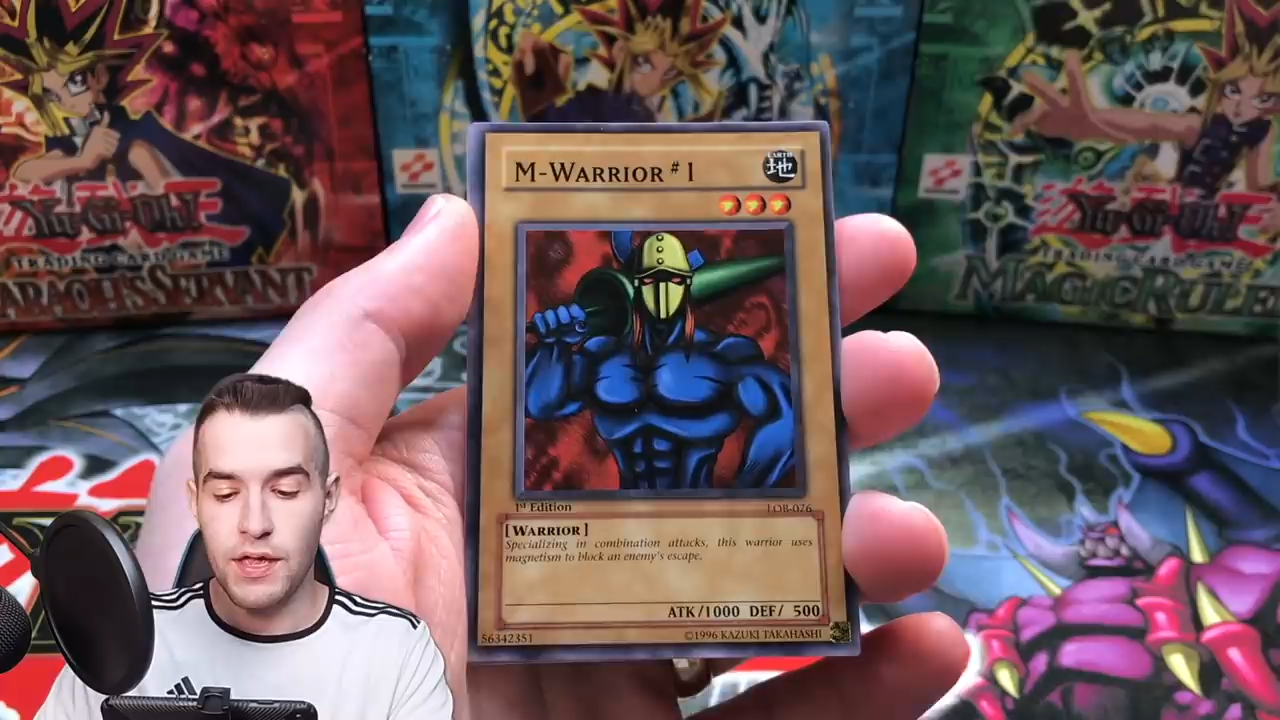 M-WARRIOR #1
EARTH
地
1st Edition
LOB-076
[WARRIOR]
Specializing in combination attacks, this warrior uses
magnetism to block an enemy's escape.
ATK/1000 DEF/ 500
56342351
©1996 KAZUKI TAKAHASHI
Yu-Gi-Oh!
TRADING CARD GAME
PHARAOH'S SERVANT
Yu-Gi-Oh!
TRADING CARD GAME
MAGIC RULER